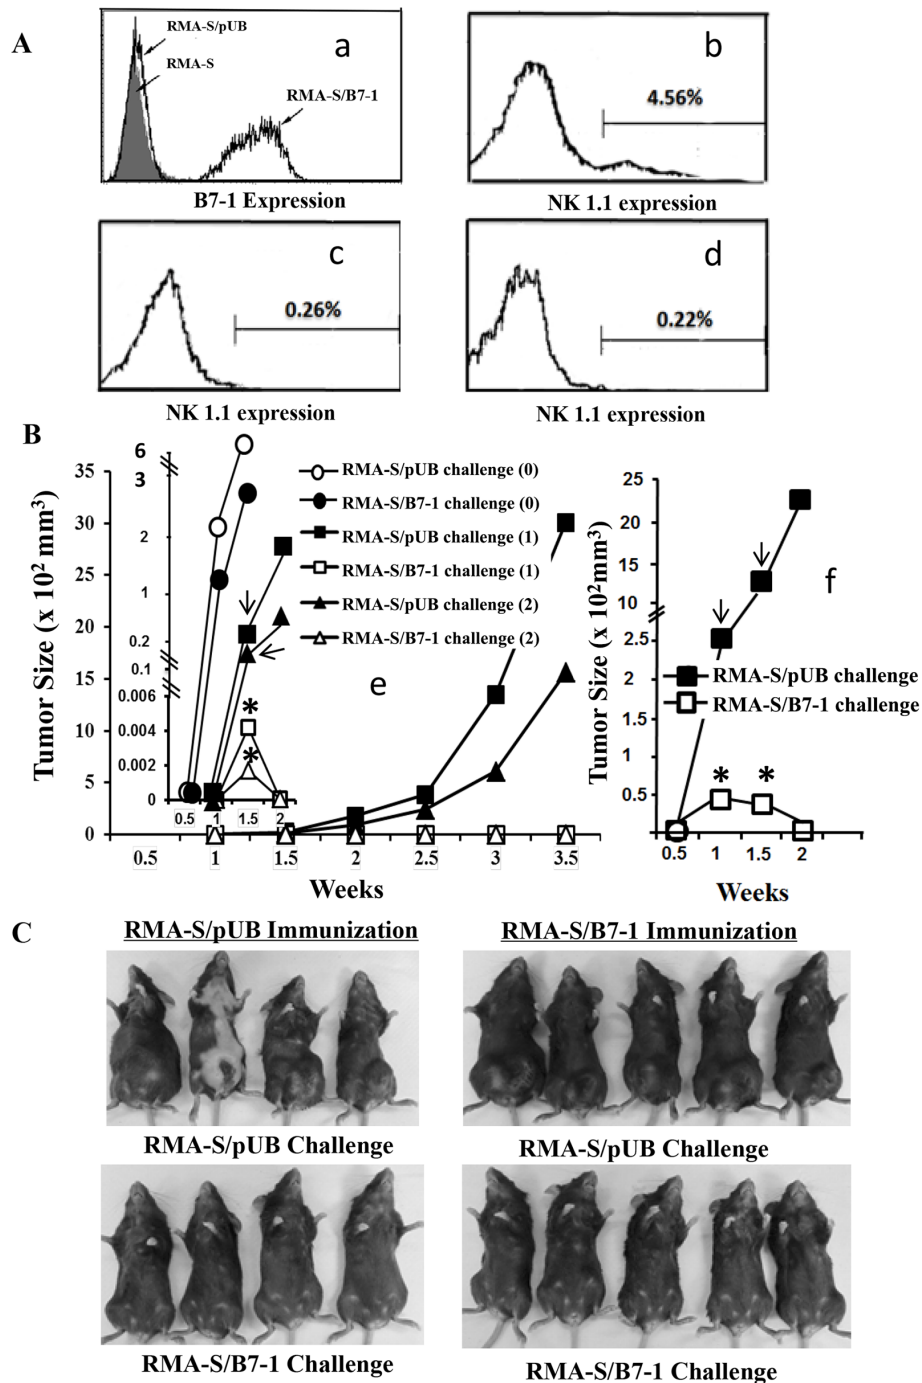 A
a
RMA-S/pUB
RMA-S
RMA-S/B7-1
B7-1 Expression
b
4.56%
NK 1.1 expression
c
0.26%
NK 1.1 expression
d
0.22%
NK 1.1 expression
B
Tumor Size (x 10² mm³)
35
30
25
20
15
10
5
0
6
3
2
1
0.2
0.1
0.006
0.004
0.002
0
0.5
1
1.5
2
*
*
RMA-S/pUB challenge (0)
RMA-S/B7-1 challenge (0)
RMA-S/pUB challenge (1)
RMA-S/B7-1 challenge (1)
RMA-S/pUB challenge (2)
RMA-S/B7-1 challenge (2)
e
0.5
1
1.5
2
2.5
3
3.5
Weeks
Tumor Size (x 10²mm³)
25
20
15
10
2.5
2
1.5
1
0.5
0
f
RMA-S/pUB challenge
RMA-S/B7-1 challenge
*
*
0.5
1
1.5
2
Weeks
C
RMA-S/pUB Immunization
RMA-S/B7-1 Immunization
RMA-S/pUB Challenge
RMA-S/pUB Challenge
RMA-S/B7-1 Challenge
RMA-S/B7-1 Challenge